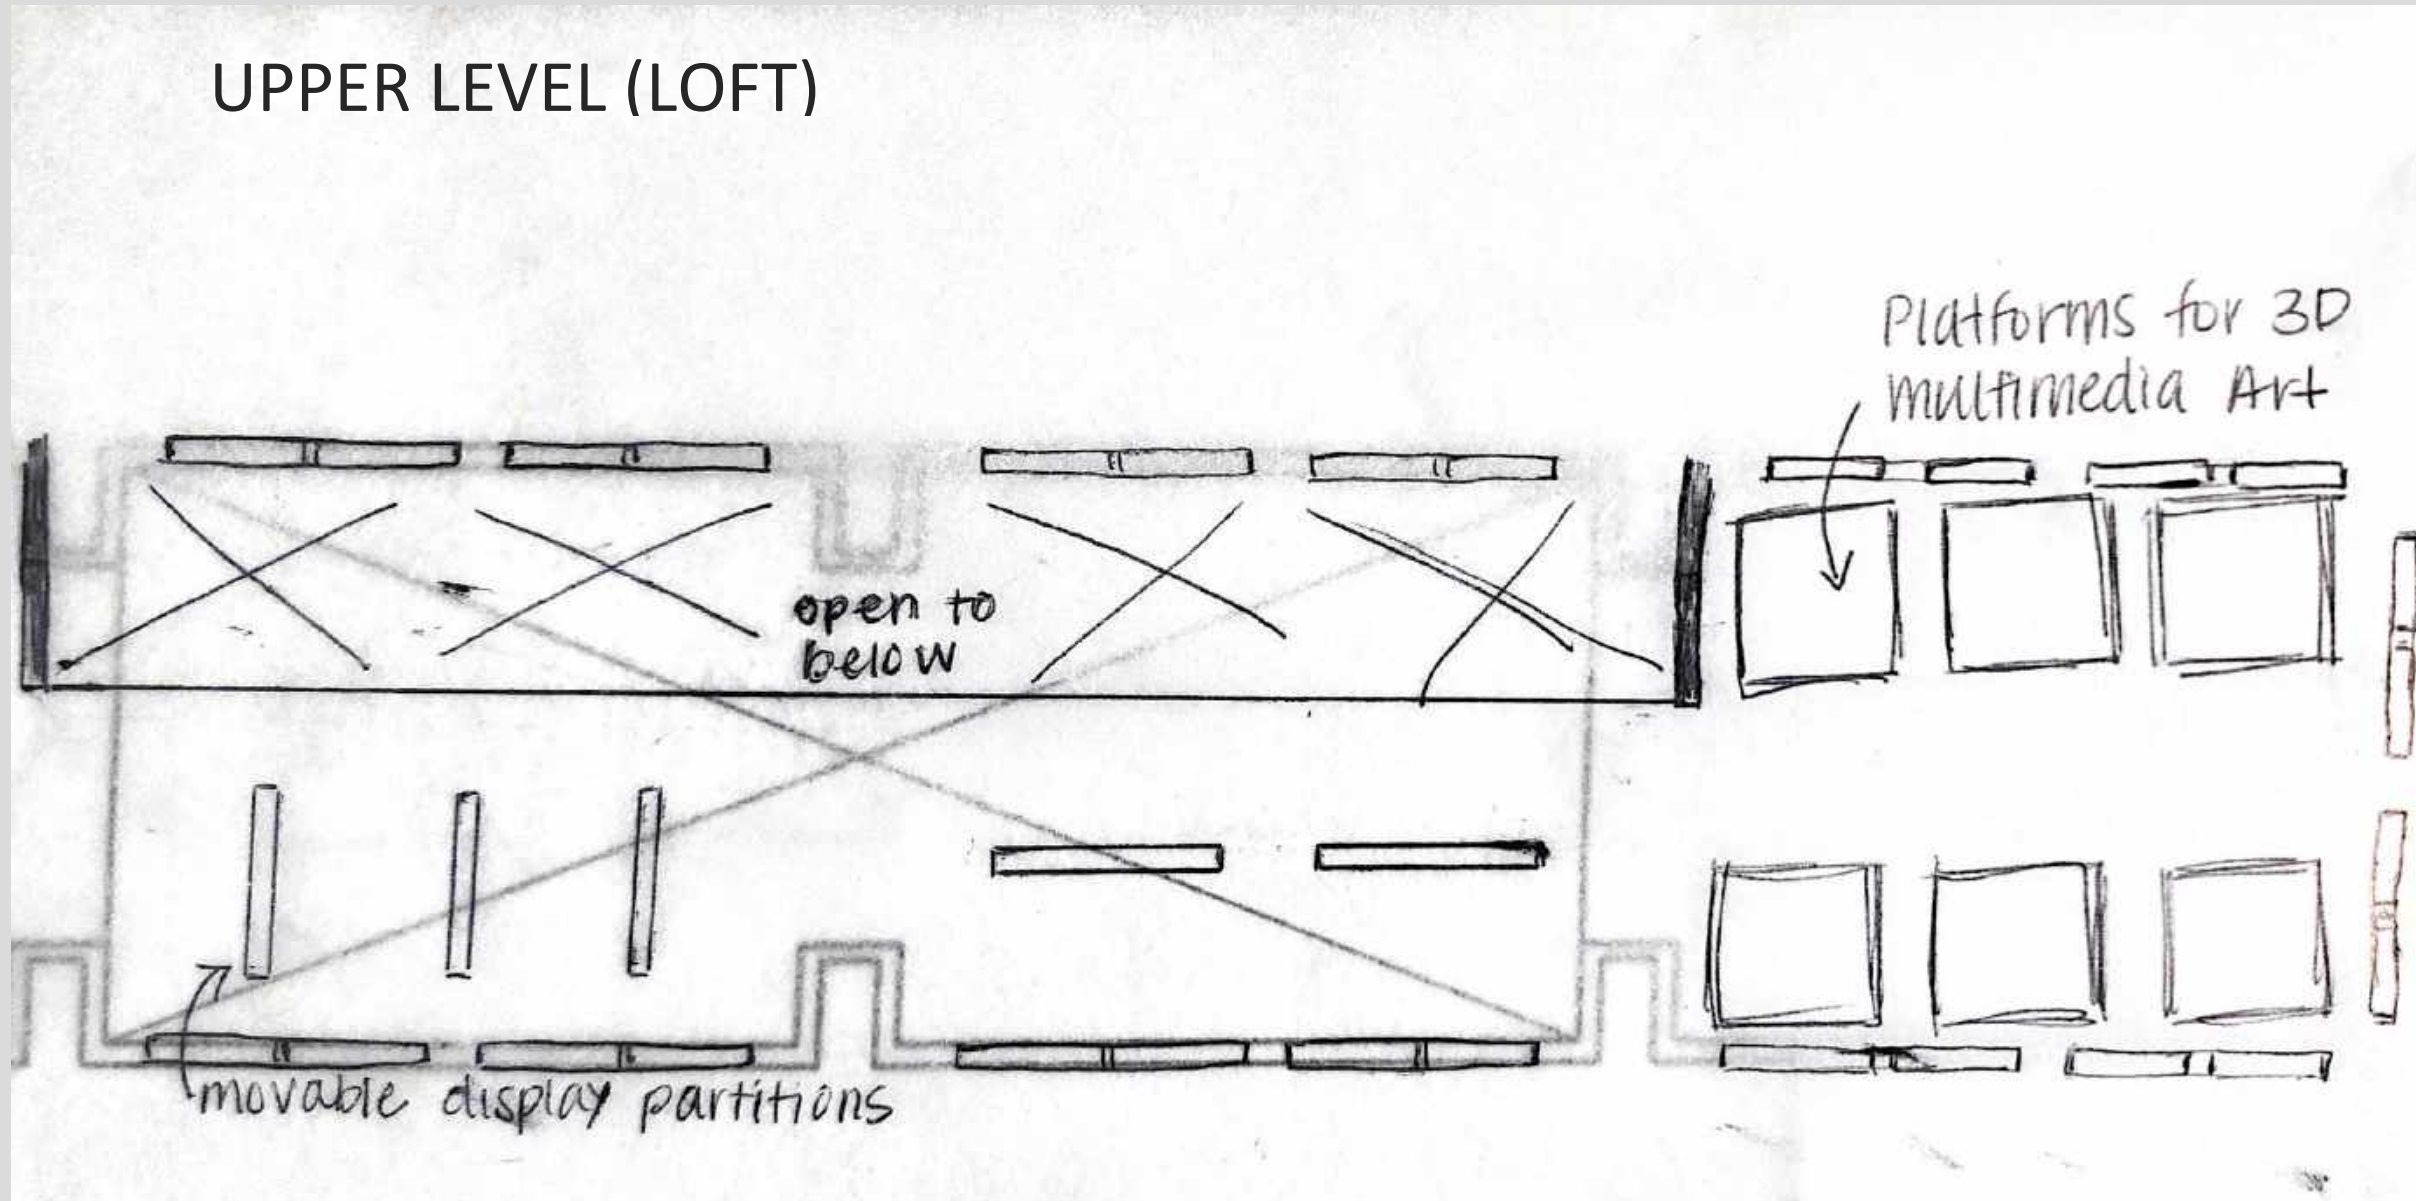 UPPER LEVEL (LOFT)
Platforms for 3D
multimedia Art
open to
below
movable display partitions